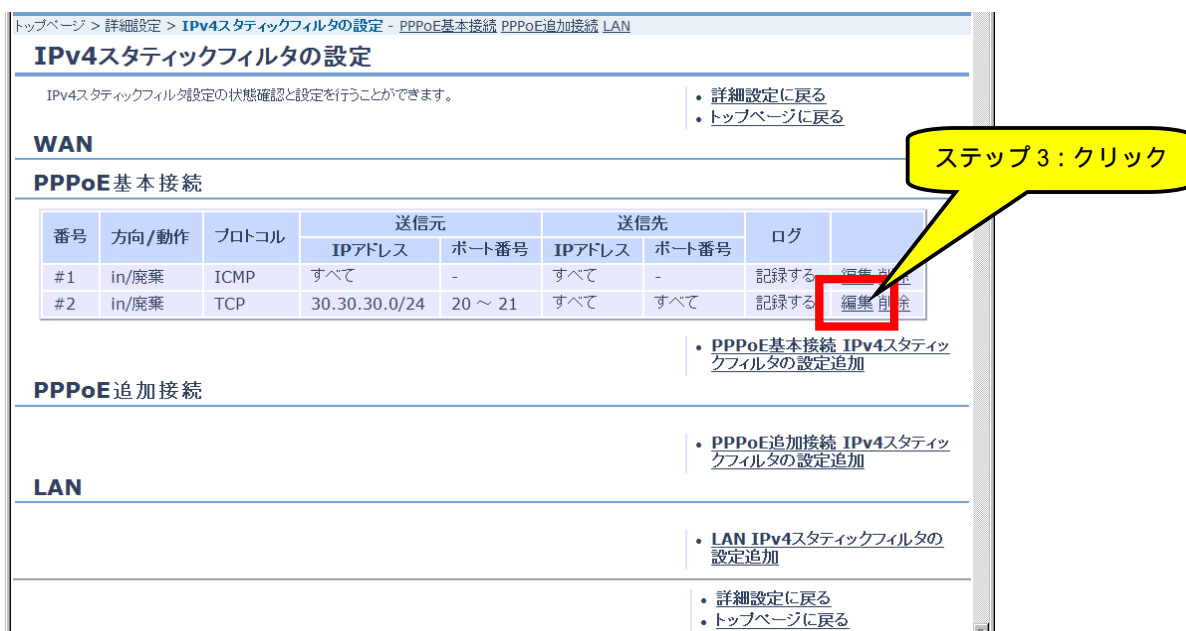 トップページ > 詳細設定 > IPv4スタティックフィルタの設定 - PPPoE基本接続 PPPoE追加接続 LAN
IPv4スタティックフィルタの設定
IPv4スタティックフィルタ設定の状態確認と設定を行うことができます。
• 詳細設定に戻る
• トップページに戻る
ステップ3：クリック
WAN
PPPoE基本接続
番号 方向/動作 プロトコル 送信元 送信先 ログ
IPアドレス ポート番号 IPアドレス ポート番号
#1 in/廃棄 ICMP すべて - すべて - 記録する 編集 削除
#2 in/廃棄 TCP 30.30.30.0/24 20 ～ 21 すべて すべて 記録する 編集 削除
• PPPoE基本接続 IPv4スタティッ
クフィルタの設定追加
PPPoE追加接続
• PPPoE追加接続 IPv4スタティッ
クフィルタの設定追加
LAN
• LAN IPv4スタティックフィルタの
設定追加
• 詳細設定に戻る
• トップページに戻る